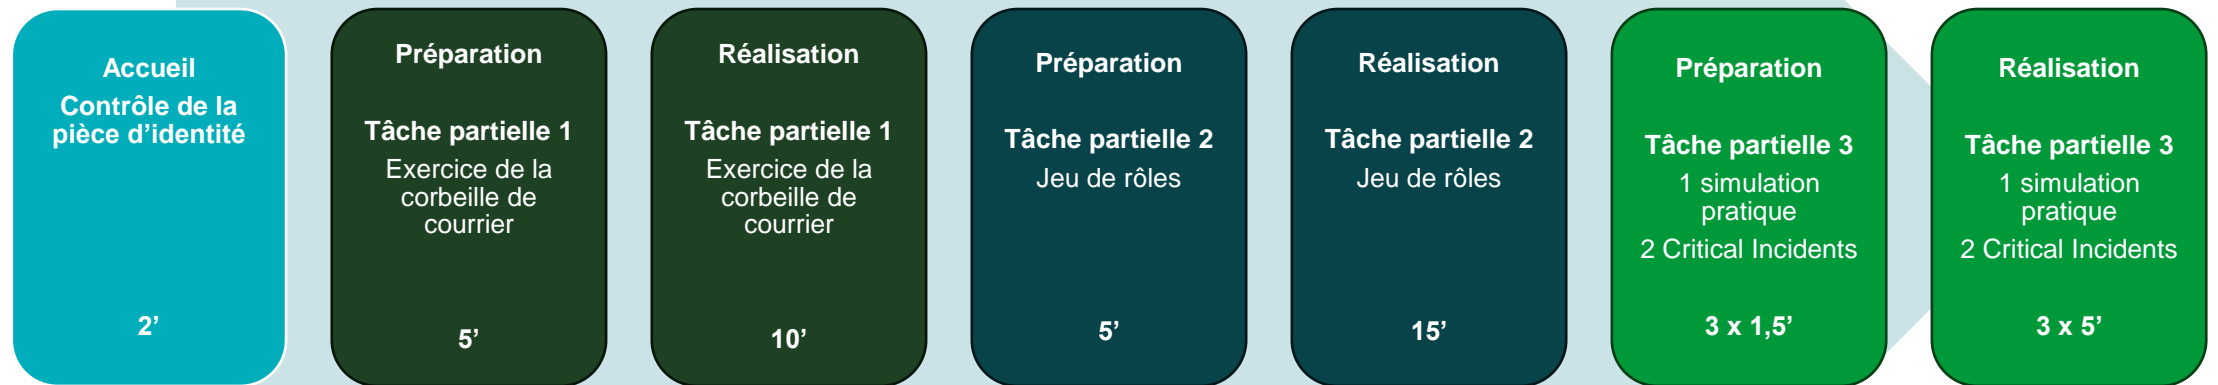 Accueil
Contrôle de la
pièce d’identité
2’
Préparation
Tâche partielle 1
Exercice de la
corbeille de
courrier
5’
Réalisation
Tâche partielle 1
Exercice de la
corbeille de
courrier
10’
Préparation
Tâche partielle 2
Jeu de rôles
5’
Réalisation
Tâche partielle 2
Jeu de rôles
15’
Préparation
Tâche partielle 3
1 simulation
pratique
2 Critical Incidents
3 x 1,5’
Réalisation
Tâche partielle 3
1 simulation
pratique
2 Critical Incidents
3 x 5’